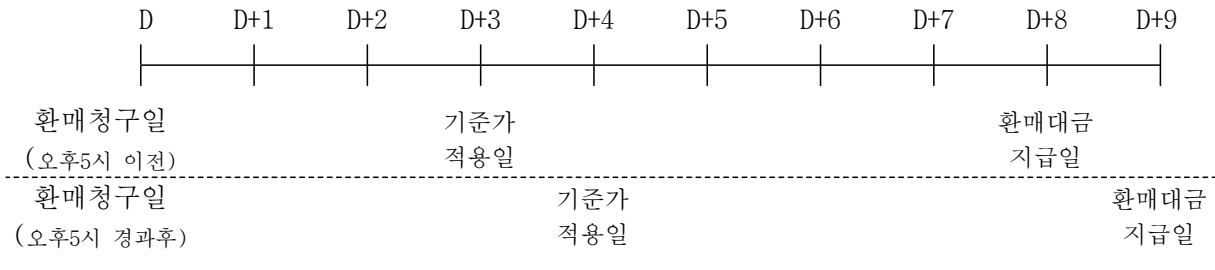 D D+1 D+2 D+3 D+4 D+5 D+6 D+7 D+8 D+9
환매청구일 기준가 환매대금
(오후5시 이전) 적용일 지급일
환매청구일 기준가 환매대금
(오후5시 경과후) 적용일 지급일